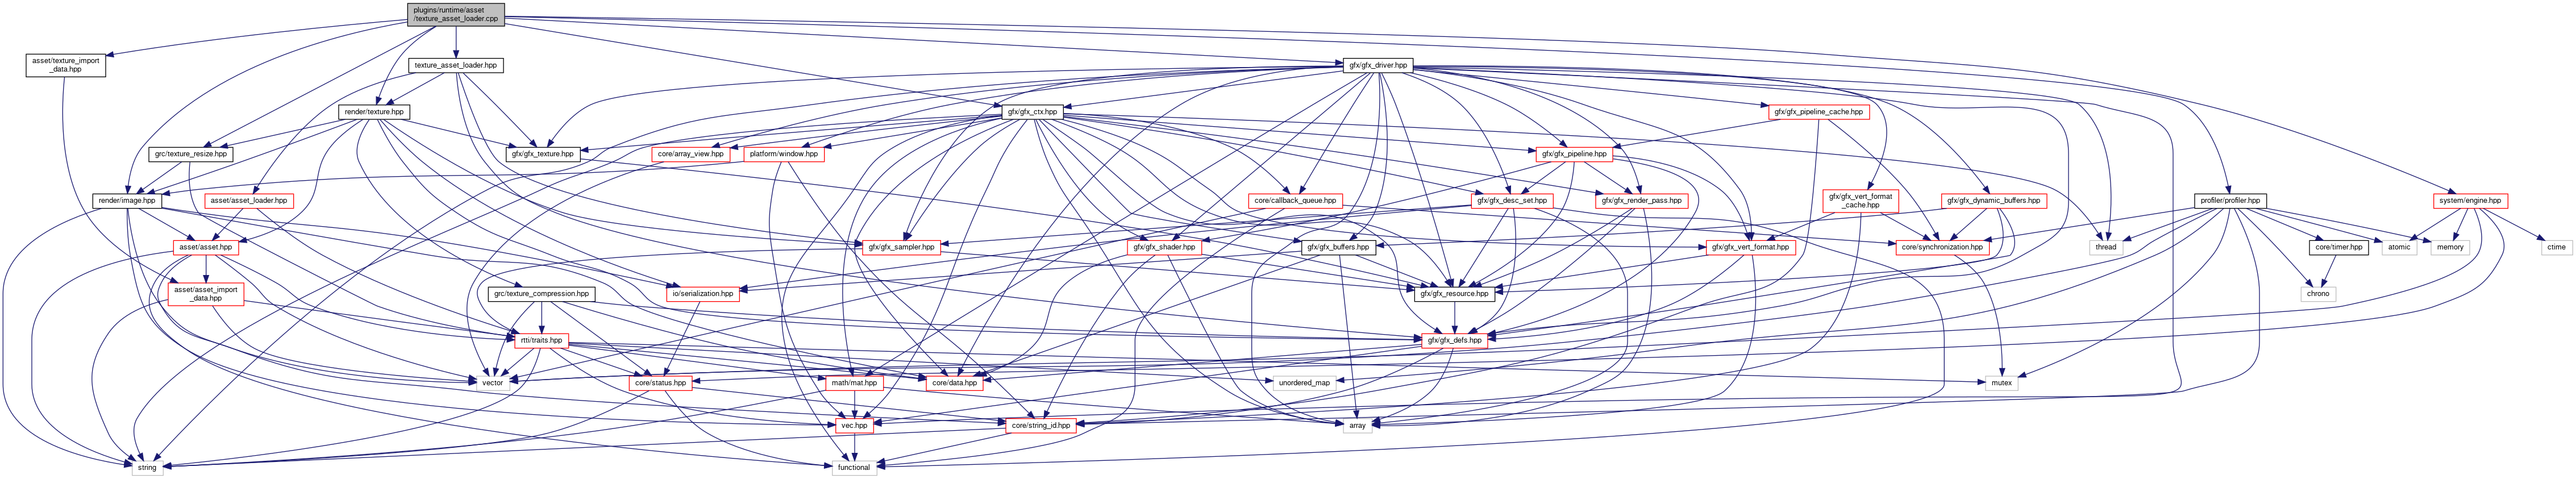 plugins/runtime/asset
/texture_asset_loader.cpp
asset/texture_import
_data.hpp
texture_asset_loader.hpp
gfx/gfx_driver.hpp
render/texture.hpp
gfx/gfx_ctx.hpp
gfx/gfx_pipeline_cache.hpp
grc/texture_resize.hpp
gfx/gfx_texture.hpp
core/array_view.hpp
platform/window.hpp
gfx/gfx_pipeline.hpp
render/image.hpp
asset/asset_loader.hpp
core/callback_queue.hpp
gfx/gfx_desc_set.hpp
gfx/gfx_render_pass.hpp
gfx/gfx_vert_format
_cache.hpp
gfx/gfx_dynamic_buffers.hpp
profiler/profiler.hpp
system/engine.hpp
asset/asset.hpp
gfx/gfx_sampler.hpp
gfx/gfx_shader.hpp
gfx/gfx_buffers.hpp
gfx/gfx_vert_format.hpp
core/synchronization.hpp
thread
core/timer.hpp
atomic
memory
ctime
asset/asset_import
_data.hpp
grc/texture_compression.hpp
io/serialization.hpp
gfx/gfx_resource.hpp
chrono
rtti/traits.hpp
gfx/gfx_defs.hpp
vector
core/status.hpp
math/mat.hpp
core/data.hpp
unordered_map
mutex
vec.hpp
core/string_id.hpp
array
string
functional